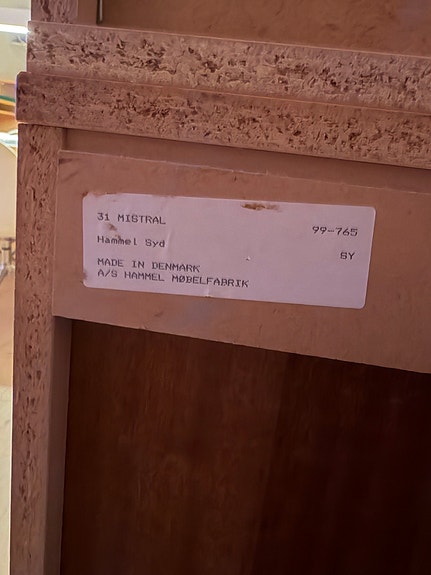 31 MISTRAL 99-765
Hammel Syd SY
MADE IN DENMARK
A/S HAMMEL MØBELFABRIK